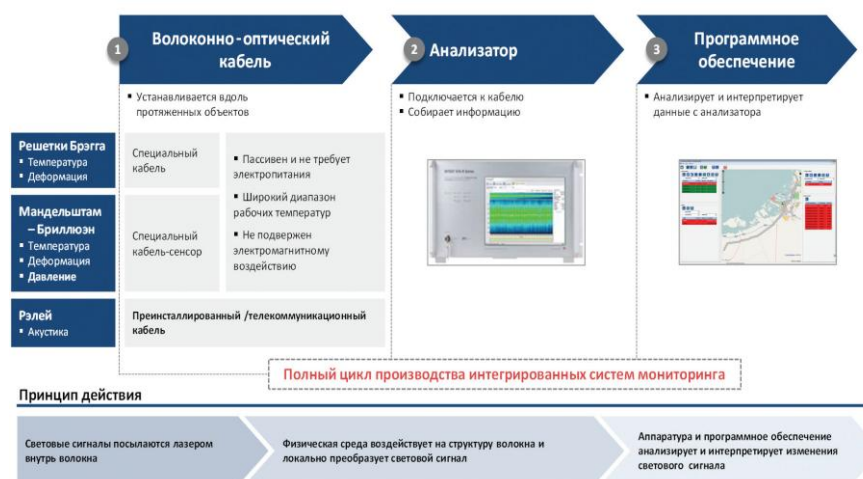 1
Волоконно-оптический
кабель
2
Анализатор
3
Программное
обеспечение
▪ Устанавливается вдоль
протяженных объектов
▪ Подключается к кабелю
▪ Собирает информацию
▪ Анализирует и интерпретирует
данные с анализатора
Решетки Брэгга
▪ Температура
▪ Деформация
Специальный
кабель
▪ Пассивен и не требует
электропитания
▪ Широкий диапазон
рабочих температур
▪ Не подвержен
электромагнитному
воздействию
Мандельштам
– Бриллюэн
▪ Температура
▪ Деформация
▪ Давление
Специальный
кабель-сенсор
Рэлей
▪ Акустика
Преинсталлированный /телекоммуникационный
кабель
Полный цикл производства интегрированных систем мониторинга
Принцип действия
Световые сигналы посылаются лазером
внутрь волокна
Физическая среда воздействует на структуру волокна и
локально преобразует световой сигнал
Аппаратура и программное обеспечение
анализирует и интерпретирует изменения
светового сигнала